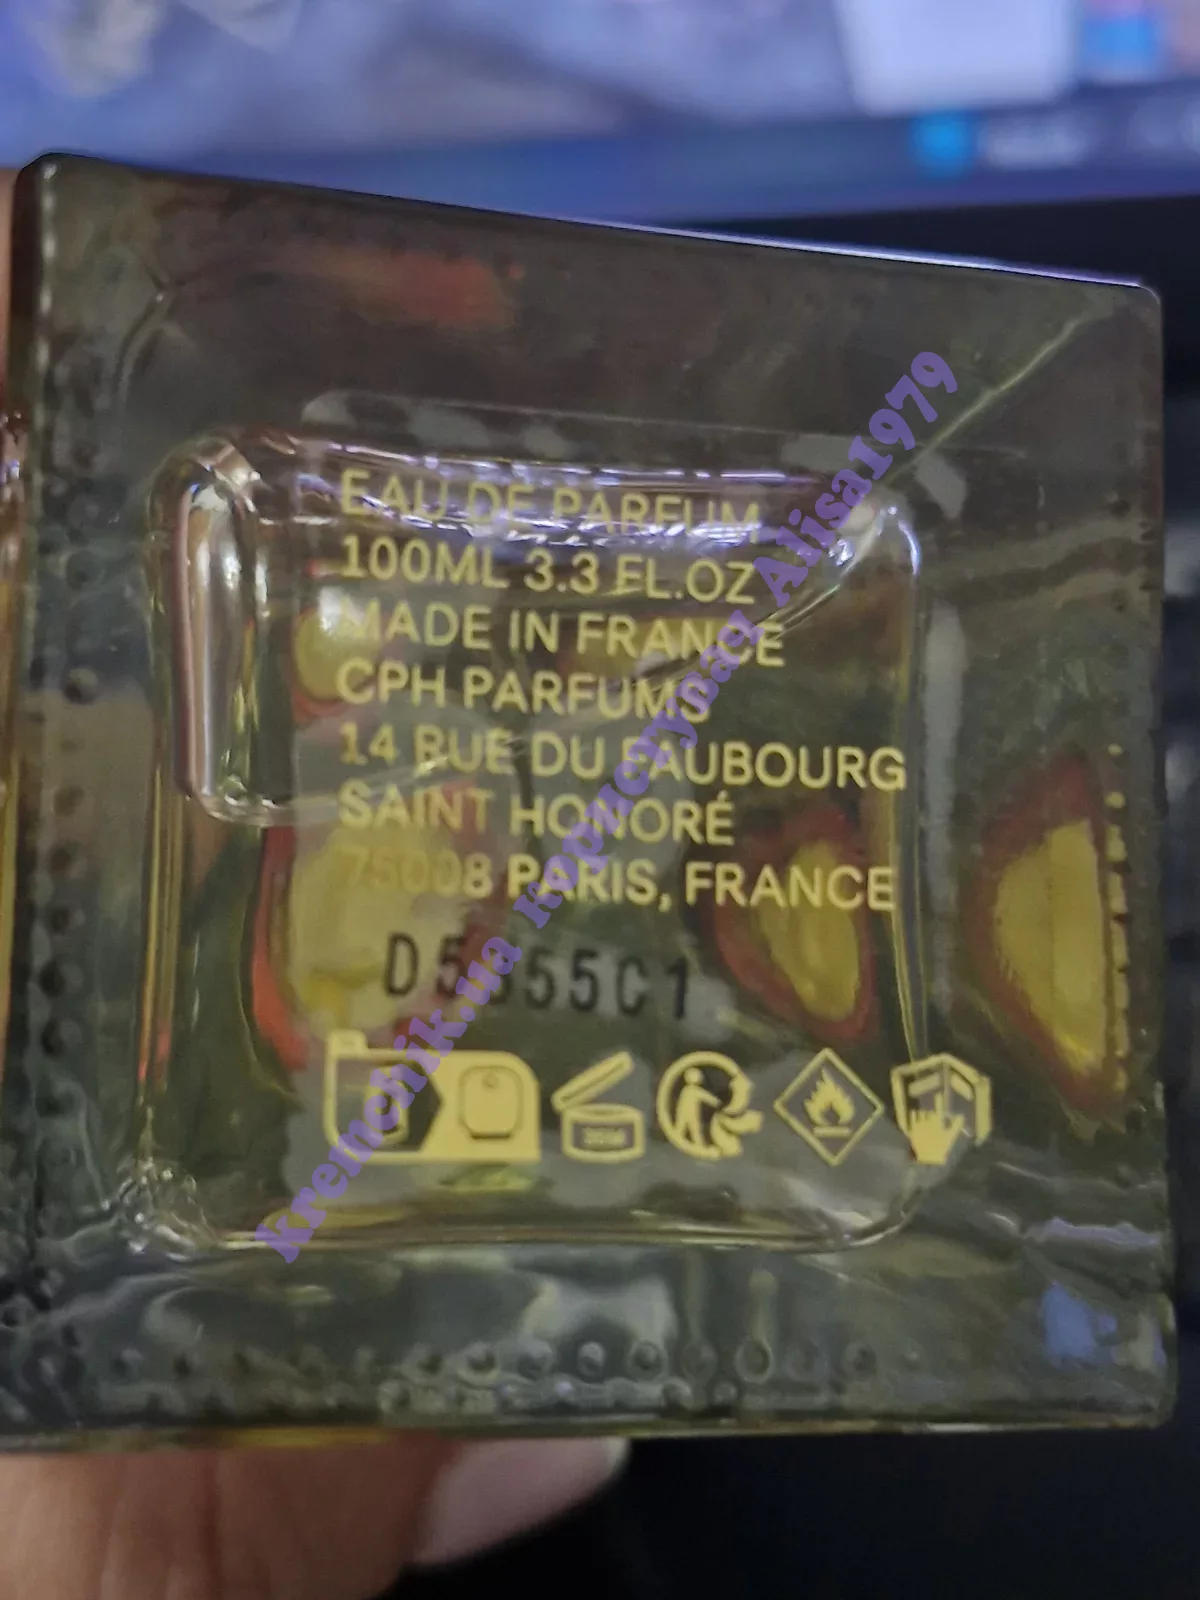 EAU DE PARFUM
100ML 3.3 FL.OZ
MADE IN FRANCE
CPH PARFUMS
14 RUE DU FAUBOURG
SAINT HONORÉ
75008 PARIS, FRANCE
kremchik.ua користувач Alisa1979